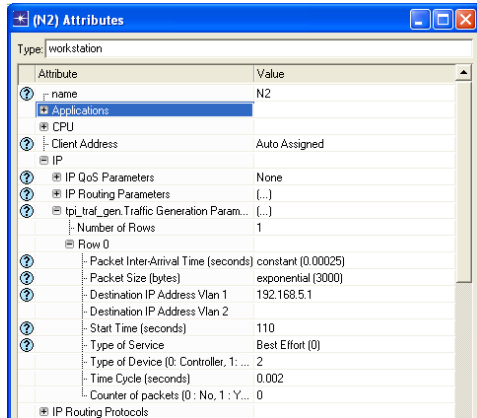 (N2) Attributes
Type: workstation
Attribute Value
name N2
Applications
CPU
Client Address Auto Assigned
IP
IP QoS Parameters None
IP Routing Parameters (...)
tpi_traf_gen.Traffic Generation Param... (...)
Number of Rows 1
Row 0
Packet Inter-Arrival Time (seconds) constant (0.00025)
Packet Size (bytes) exponential (3000)
Destination IP Address Vlan 1 192.168.5.1
Destination IP Address Vlan 2
Start Time (seconds) 110
Type of Service Best Effort (0)
Type of Device (0: Controller, 1: ... 2
Time Cycle (seconds) 0.002
Counter of packets (0 : No, 1 : Y... 0
IP Routing Protocols